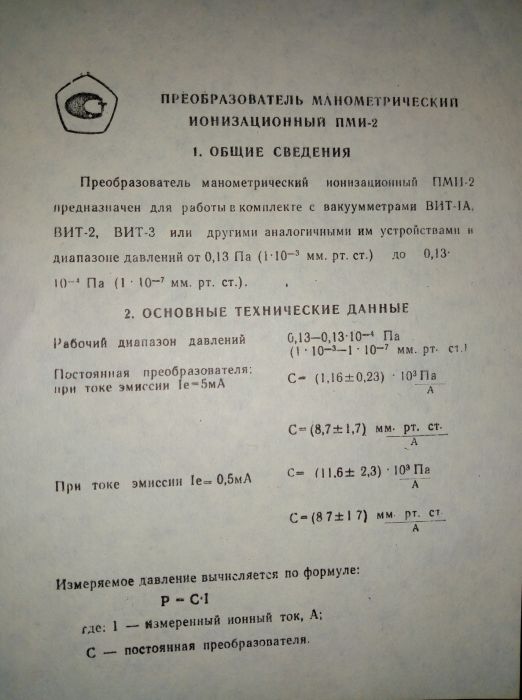 ПРЕОБРАЗОВАТЕЛЬ МАНОМЕТРИЧЕСКИЙ
ИОНИЗАЦИОННЫЙ ПМИ-2
1. ОБЩИЕ СВЕДЕНИЯ
Преобразователь манометрический ионизационный ПМИ-2
предназначен для работы в комплекте с вакуумметрами ВИТ-1А,
ВИТ-2, ВИТ-3 или другими аналогичными им устройствами и
диапазоне давлений от 0,13 Па (1·10⁻³ мм. рт. ст.) до 0,13·
10⁻⁴ Па (1 · 10⁻⁷ мм. рт. ст.).
2. ОСНОВНЫЕ ТЕХНИЧЕСКИЕ ДАННЫЕ
Рабочий диапазон давлений 0,13—0,13·10⁻⁴ Па
(1 · 10⁻³—1 · 10⁻⁷ мм. рт. ст.)
Постоянная преобразователя:
при токе эмиссии Ie=5мА С= (1,16±0,23) · 10³ Па
А
С= (8,7±1,7) мм. рт. ст.
А
При токе эмиссии Ie= 0,5мА С= (11,6± 2,3) · 10³ Па
А
С= (87±17) мм. рт. ст
А
Измеряемое давление вычисляется по формуле:
Р = С·I
где: I — измеренный ионный ток, А;
С — постоянная преобразователя.